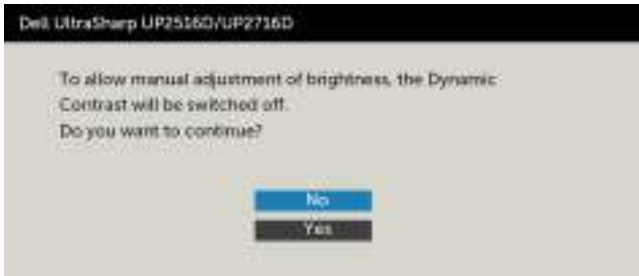 Dell UltraSharp UP2516D/UP2716D
To allow manual adjustment of brightness, the Dynamic
Contrast will be switched off.
Do you want to continue?
No
Yes